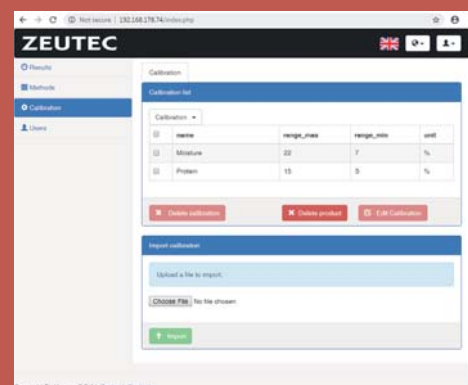 Not secure | 192.168.178.74/index.php
ZEUTEC
Results
Methods
Calibration
Users
Calibration
Calibration list
Calibration
name range_max range_min unit
Moisture 22 7 %
Protein 15 5 %
Delete calibration Delete product Edit Calibration
Import calibration
Upload a file to import.
Choose File No file chosen
Import